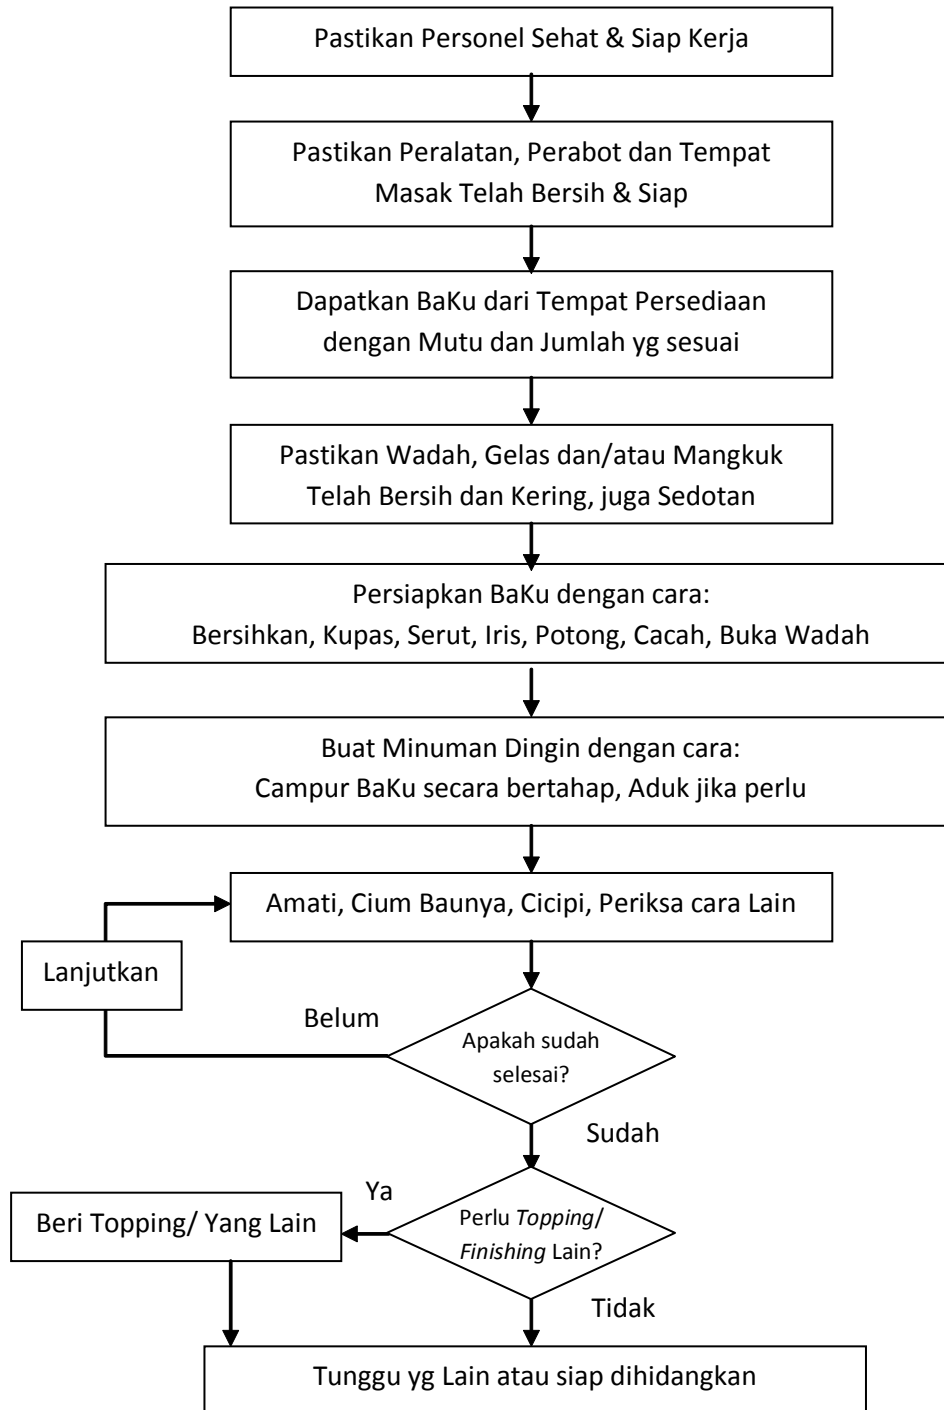 Pastikan Personel Sehat & Siap Kerja
Pastikan Peralatan, Perabot dan Tempat
Masak Telah Bersih & Siap
Dapatkan BaKu dari Tempat Persediaan
dengan Mutu dan Jumlah yg sesuai
Pastikan Wadah, Gelas dan/atau Mangkuk
Telah Bersih dan Kering, juga Sedotan
Persiapkan BaKu dengan cara:
Bersihkan, Kupas, Serut, Iris, Potong, Cacah, Buka Wadah
Buat Minuman Dingin dengan cara:
Campur BaKu secara bertahap, Aduk jika perlu
Amati, Cium Baunya, Cicipi, Periksa cara Lain
Lanjutkan
Belum
Apakah sudah
selesai?
Sudah
Ya
Beri Topping/ Yang Lain
Perlu Topping/
Finishing Lain?
Tidak
Tunggu yg Lain atau siap dihidangkan